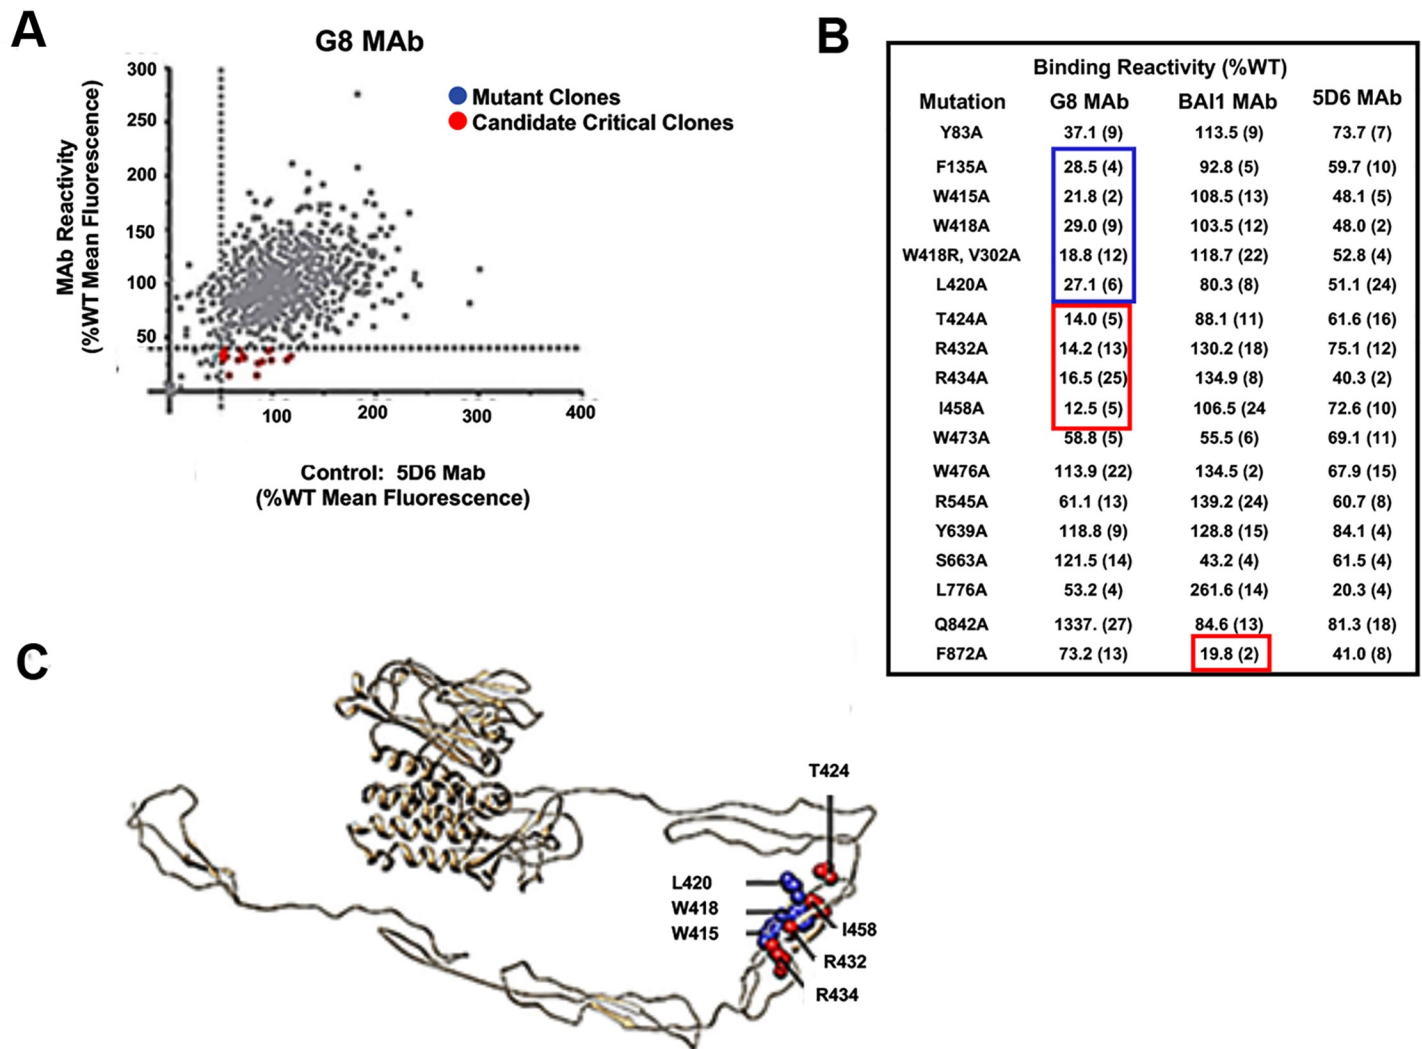 A
G8 MAb
MAb Reactivity
(%WT Mean Fluorescence)
300
250
200
150
100
50
100
200
300
400
Mutant Clones
Candidate Critical Clones
Control: 5D6 Mab
(%WT Mean Fluorescence)
B
Binding Reactivity (%WT)
Mutation G8 MAb BAI1 MAb 5D6 MAb
Y83A 37.1 (9) 113.5 (9) 73.7 (7)
F135A 28.5 (4) 92.8 (5) 59.7 (10)
W415A 21.8 (2) 108.5 (13) 48.1 (5)
W418A 29.0 (9) 103.5 (12) 48.0 (2)
W418R, V302A 18.8 (12) 118.7 (22) 52.8 (4)
L420A 27.1 (6) 80.3 (8) 51.1 (24)
T424A 14.0 (5) 88.1 (11) 61.6 (16)
R432A 14.2 (13) 130.2 (18) 75.1 (12)
R434A 16.5 (25) 134.9 (8) 40.3 (2)
I458A 12.5 (5) 106.5 (24 72.6 (10)
W473A 58.8 (5) 55.5 (6) 69.1 (11)
W476A 113.9 (22) 134.5 (2) 67.9 (15)
R545A 61.1 (13) 139.2 (24) 60.7 (8)
Y639A 118.8 (9) 128.8 (15) 84.1 (4)
S663A 121.5 (14) 43.2 (4) 61.5 (4)
L776A 53.2 (4) 261.6 (14) 20.3 (4)
Q842A 1337. (27) 84.6 (13) 81.3 (18)
F872A 73.2 (13) 19.8 (2) 41.0 (8)
C
T424
L420
W418
W415
I458
R432
R434